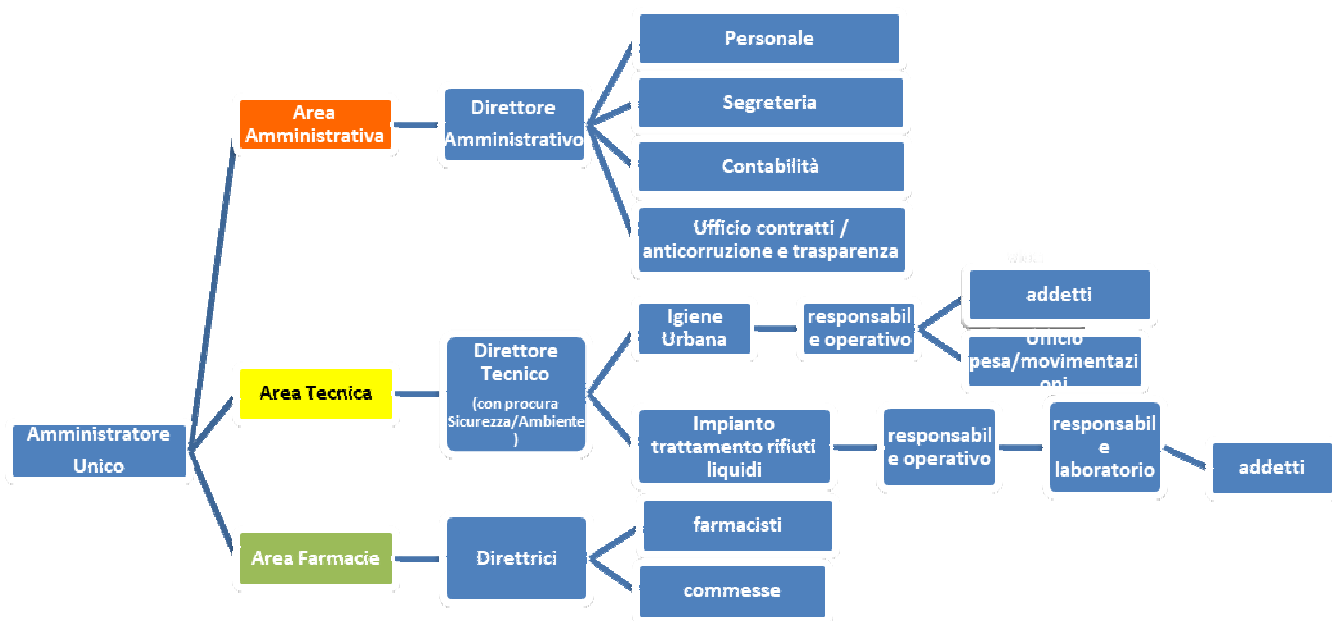 Personale
Area
Amministrativa
Direttore
Amministrativo
Segreteria
Contabilità
Ufficio contratti /
anticorruzione e trasparenza
addetti
Igiene
Urbana
responsabil
e operativo
Ufficio
pesa/movimentazi
oni
Area Tecnica
Direttore
Tecnico
(con procura
Sicurezza/Ambiente
)
Amministratore
Unico
Impianto
trattamento rifiuti
liquidi
responsabil
e operativo
responsabil
e
laboratorio
addetti
Area Farmacie
Direttrici
farmacisti
commesse